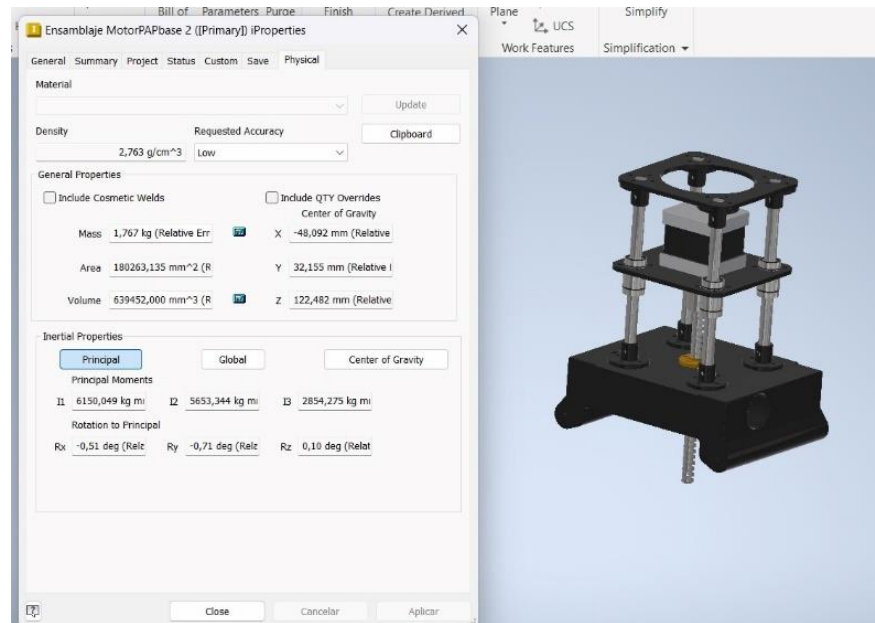 Bill of Parameters Purge Finish Create Derived Plane Simplify
UCS
Work Features Simplification
Ensamblaje MotorPAPbase 2 ([Primary]) iProperties
General Summary Project Status Custom Save Physical
Material
Update
Density Requested Accuracy
Clipboard
2,763 g/cm^3 Low
General Properties
Include Cosmetic Welds Include QTY Overrides
Center of Gravity
Mass 1,767 kg (Relative Err X -48,092 mm (Relative
Area 180263,135 mm^2 (R Y 32,155 mm (Relative
Volume 639452,000 mm^3 (R Z 122,482 mm (Relative
Inertial Properties
Principal Global Center of Gravity
Principal Moments
I1 6150,049 kg I2 5653,344 kg I3 2854,275 kg
Rotation to Principal
Rx -0,51 deg Ry -0,71 deg Rz 0,10 deg (Relat
Close Cancelar Aplicar